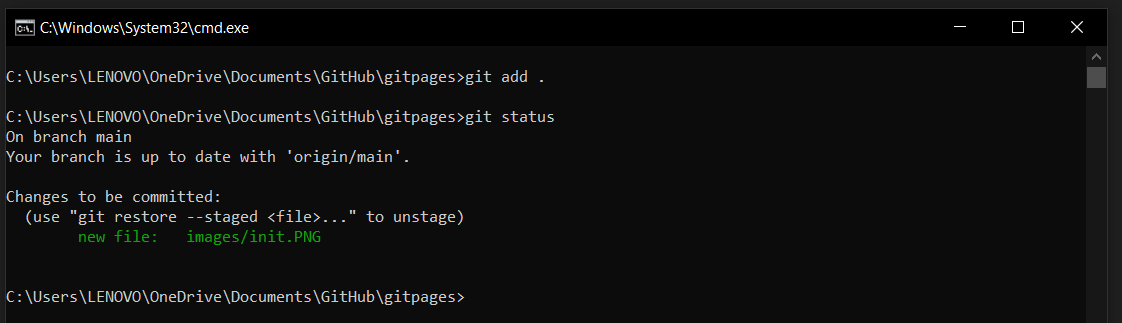 C:\Windows\System32\cmd.exe
C:\Users\LENOVO\OneDrive\Documents\GitHub\gitpages>git add .
C:\Users\LENOVO\OneDrive\Documents\GitHub\gitpages>git status
On branch main
Your branch is up to date with 'origin/main'.
Changes to be committed:
  (use "git restore --staged <file>..." to unstage)
        new file:   images/init.PNG
C:\Users\LENOVO\OneDrive\Documents\GitHub\gitpages>